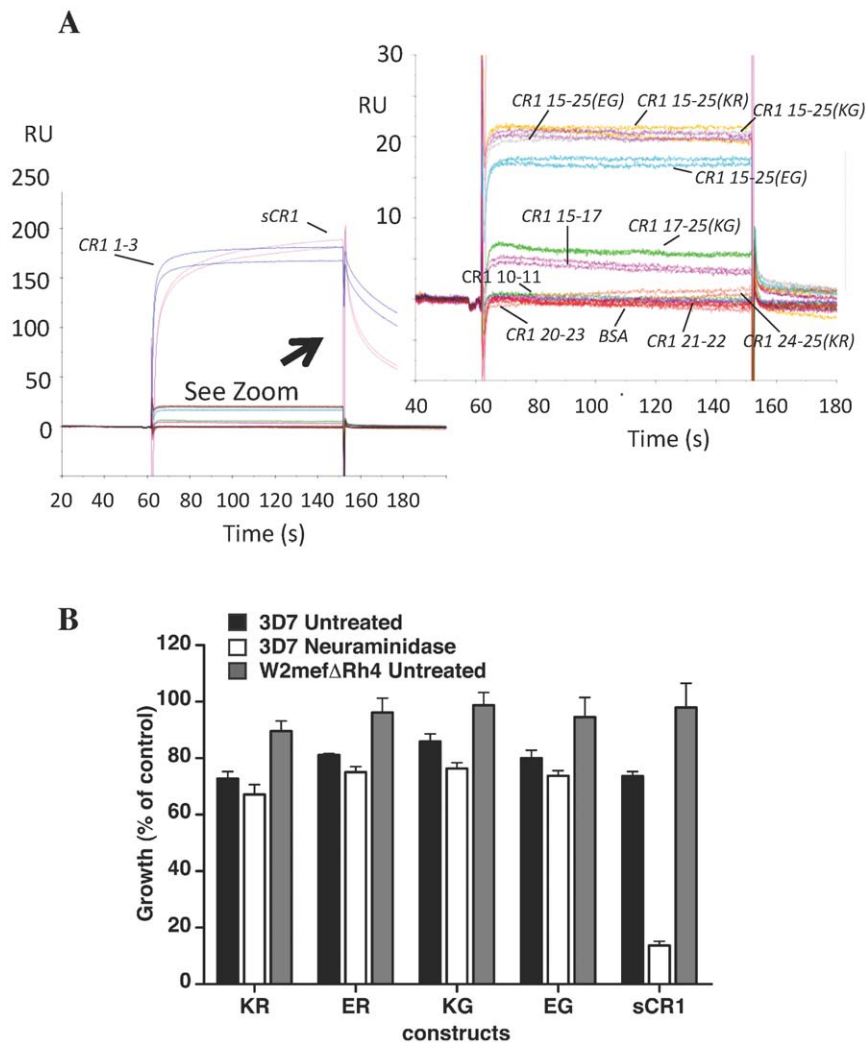 A
RU
250
200
150
100
50
0
CR1 1-3
sCR1
See Zoom
20 40 60 80 100 120 140 160 180
Time (s)
30
RU
20
10
CR1 15-25(EG)
CR1 15-25(KR)
CR1 15-25(KG)
CR1 15-25(EG)
CR1 15-17
CR1 17-25(KG)
CR1 10-11
CR1 20-23
BSA
CR1 21-22
CR1 24-25(KR)
40 60 80 100 120 140 160 180
Time (s)
B
3D7 Untreated
3D7 Neuraminidase
W2mefΔRh4 Untreated
Growth (% of control)
120
100
80
60
40
20
0
KR ER KG EG sCR1
constructs